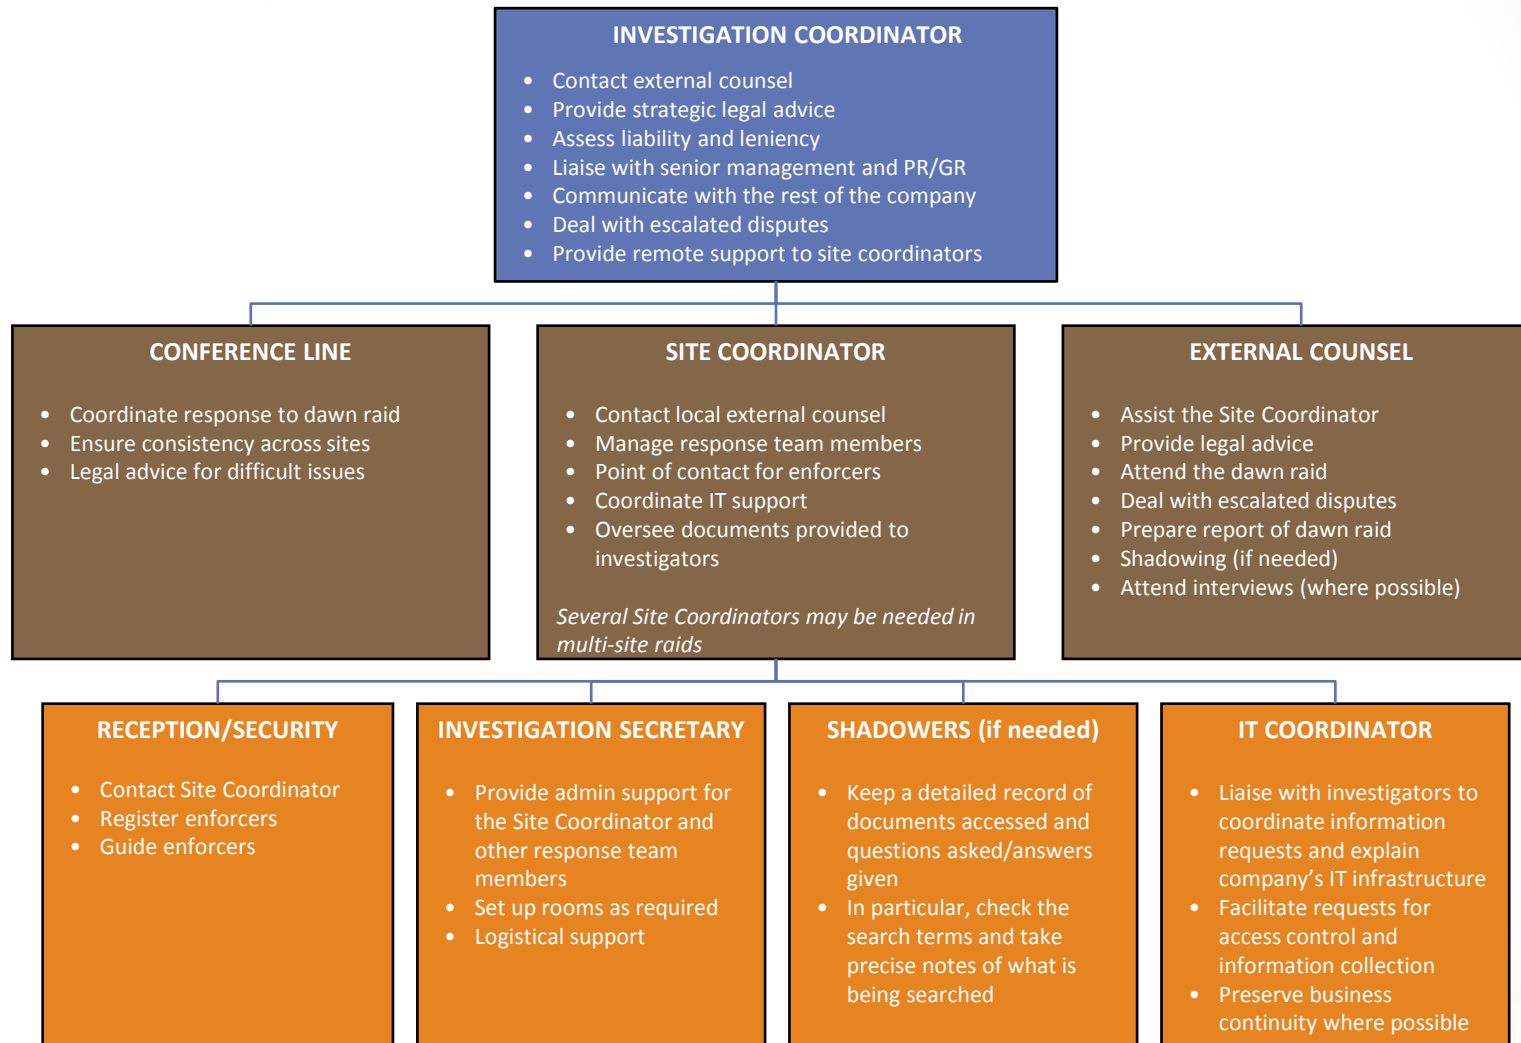 INVESTIGATION COORDINATOR
• Contact external counsel
• Provide strategic legal advice
• Assess liability and leniency
• Liaise with senior management and PR/GR
• Communicate with the rest of the company
• Deal with escalated disputes
• Provide remote support to site coordinators
CONFERENCE LINE
• Coordinate response to dawn raid
• Ensure consistency across sites
• Legal advice for difficult issues
SITE COORDINATOR
• Contact local external counsel
• Manage response team members
• Point of contact for enforcers
• Coordinate IT support
• Oversee documents provided to
investigators
Several Site Coordinators may be needed in
multi-site raids
EXTERNAL COUNSEL
• Assist the Site Coordinator
• Provide legal advice
• Attend the dawn raid
• Deal with escalated disputes
• Prepare report of dawn raid
• Shadowing (if needed)
• Attend interviews (where possible)
RECEPTION/SECURITY
• Contact Site Coordinator
• Register enforcers
• Guide enforcers
INVESTIGATION SECRETARY
• Provide admin support for
the Site Coordinator and
other response team
members
• Set up rooms as required
• Logistical support
SHADOWERS (if needed)
• Keep a detailed record of
documents accessed and
questions asked/answers
given
• In particular, check the
search terms and take
precise notes of what is
being searched
IT COORDINATOR
• Liaise with investigators to
coordinate information
requests and explain
company’s IT infrastructure
• Facilitate requests for
access control and
information collection
• Preserve business
continuity where possible